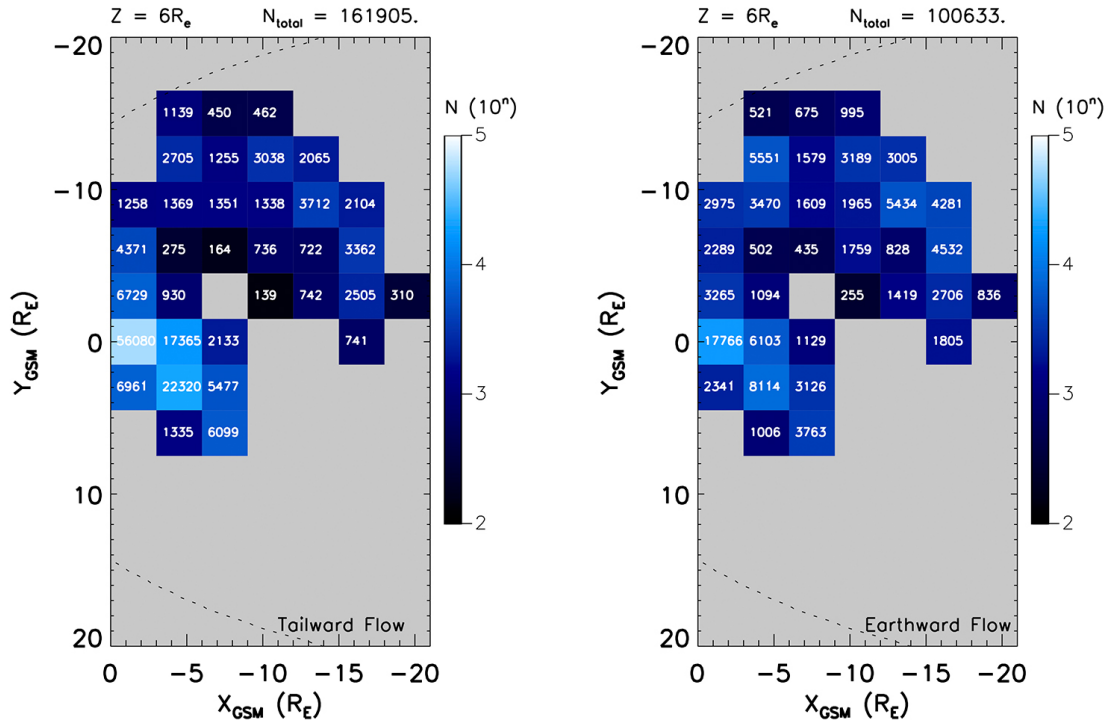 Z = 6Re N_total = 161905.
-20
-10
0
10
20
Y_GSM (R_E)
1139 450 462
2705 1255 3038 2065
1258 1369 1351 1338 3712 2104
4371 275 164 736 722 3362
6729 930 139 742 2505 310
56080 17365 2133 741
6961 22320 5477
1335 6099
Tailward Flow
0 -5 -10 -15 -20
X_GSM (R_E)
N (10^n)
5
4
3
2
Z = 6Re N_total = 100633.
-20
-10
0
10
20
Y_GSM (R_E)
521 675 995
5551 1579 3189 3005
2975 3470 1609 1965 5434 4281
2289 502 435 1759 828 4532
3265 1094 255 1419 2706 836
17766 6103 1129 1805
2341 8114 3126
1006 3763
Earthward Flow
0 -5 -10 -15 -20
X_GSM (R_E)
N (10^n)
5
4
3
2